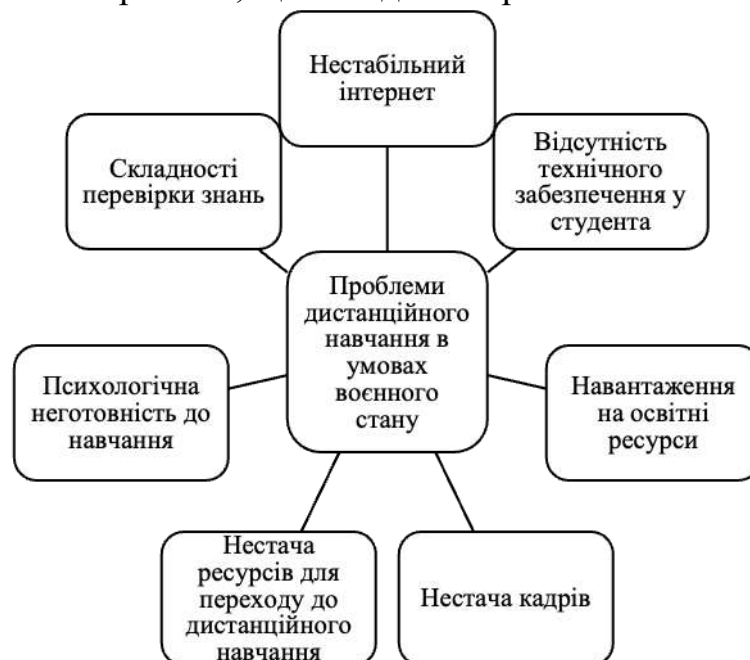 Нестабільний
інтернет
Відсутність
технічного
забезпечення у
студента
Навантаження
на освітні
ресурси
Нестача кадрів
Нестача
ресурсів для
переходу до
дистанційного
навчання
Психологічна
неготовність до
навчання
Складності
перевірки знань
Проблеми
дистанційного
навчання в
умовах
воєнного
стану